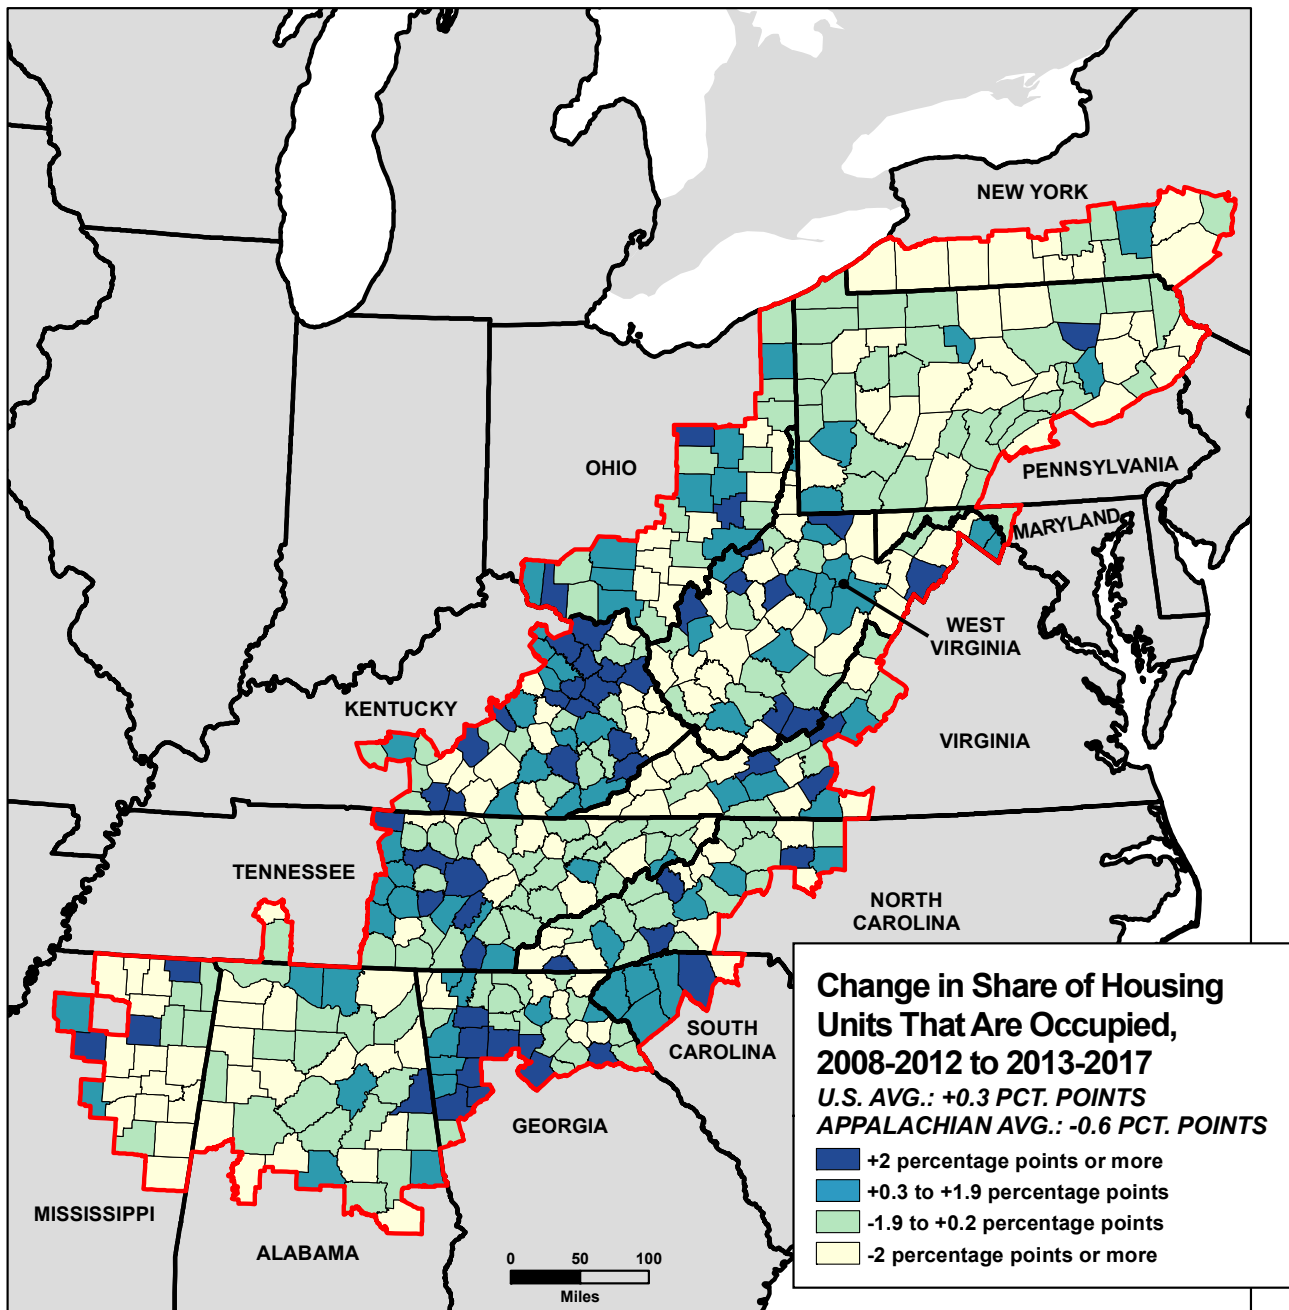 NEW YORK
OHIO
PENNSYLVANIA
MARYLAND
WEST
VIRGINIA
KENTUCKY
VIRGINIA
TENNESSEE
NORTH
CAROLINA
SOUTH
CAROLINA
GEORGIA
MISSISSIPPI
ALABAMA
Change in Share of Housing
Units That Are Occupied,
2008-2012 to 2013-2017
U.S. AVG.: +0.3 PCT. POINTS
APPALACHIAN AVG.: -0.6 PCT. POINTS
+2 percentage points or more
+0.3 to +1.9 percentage points
-1.9 to +0.2 percentage points
-2 percentage points or more
0 50 100
Miles